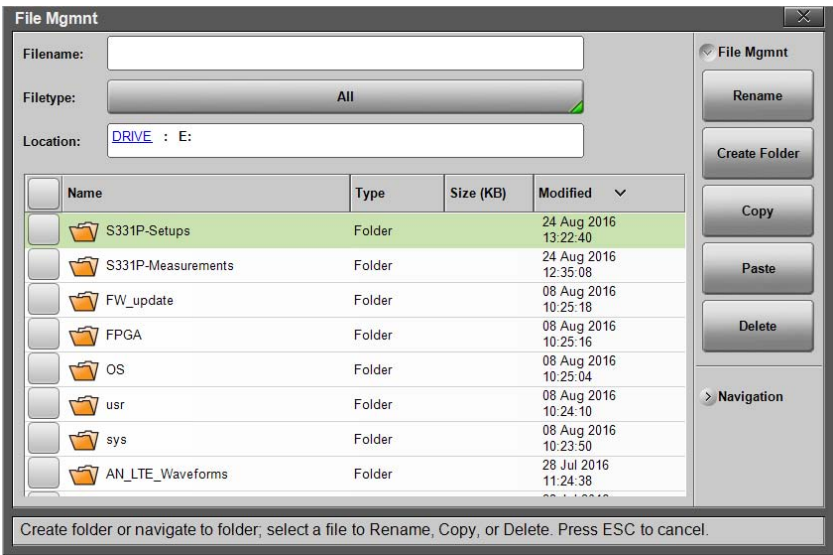 File Mgmnt
Filename:
File Mgmnt
Filetype: All
Rename
Location: DRIVE : E:
Create Folder
Name Type Size (KB) Modified
Copy
S331P-Setups Folder 24 Aug 2016
13:22:40
S331P-Measurements Folder 24 Aug 2016
12:35:08
Paste
FW_update Folder 08 Aug 2016
10:25:18
FPGA Folder 08 Aug 2016
10:25:16
Delete
OS Folder 08 Aug 2016
10:25:04
usr Folder 08 Aug 2016
10:24:10
Navigation
sys Folder 08 Aug 2016
10:23:50
AN_LTE_Waveforms Folder 28 Jul 2016
11:24:38
Create folder or navigate to folder; select a file to Rename, Copy, or Delete. Press ESC to cancel.